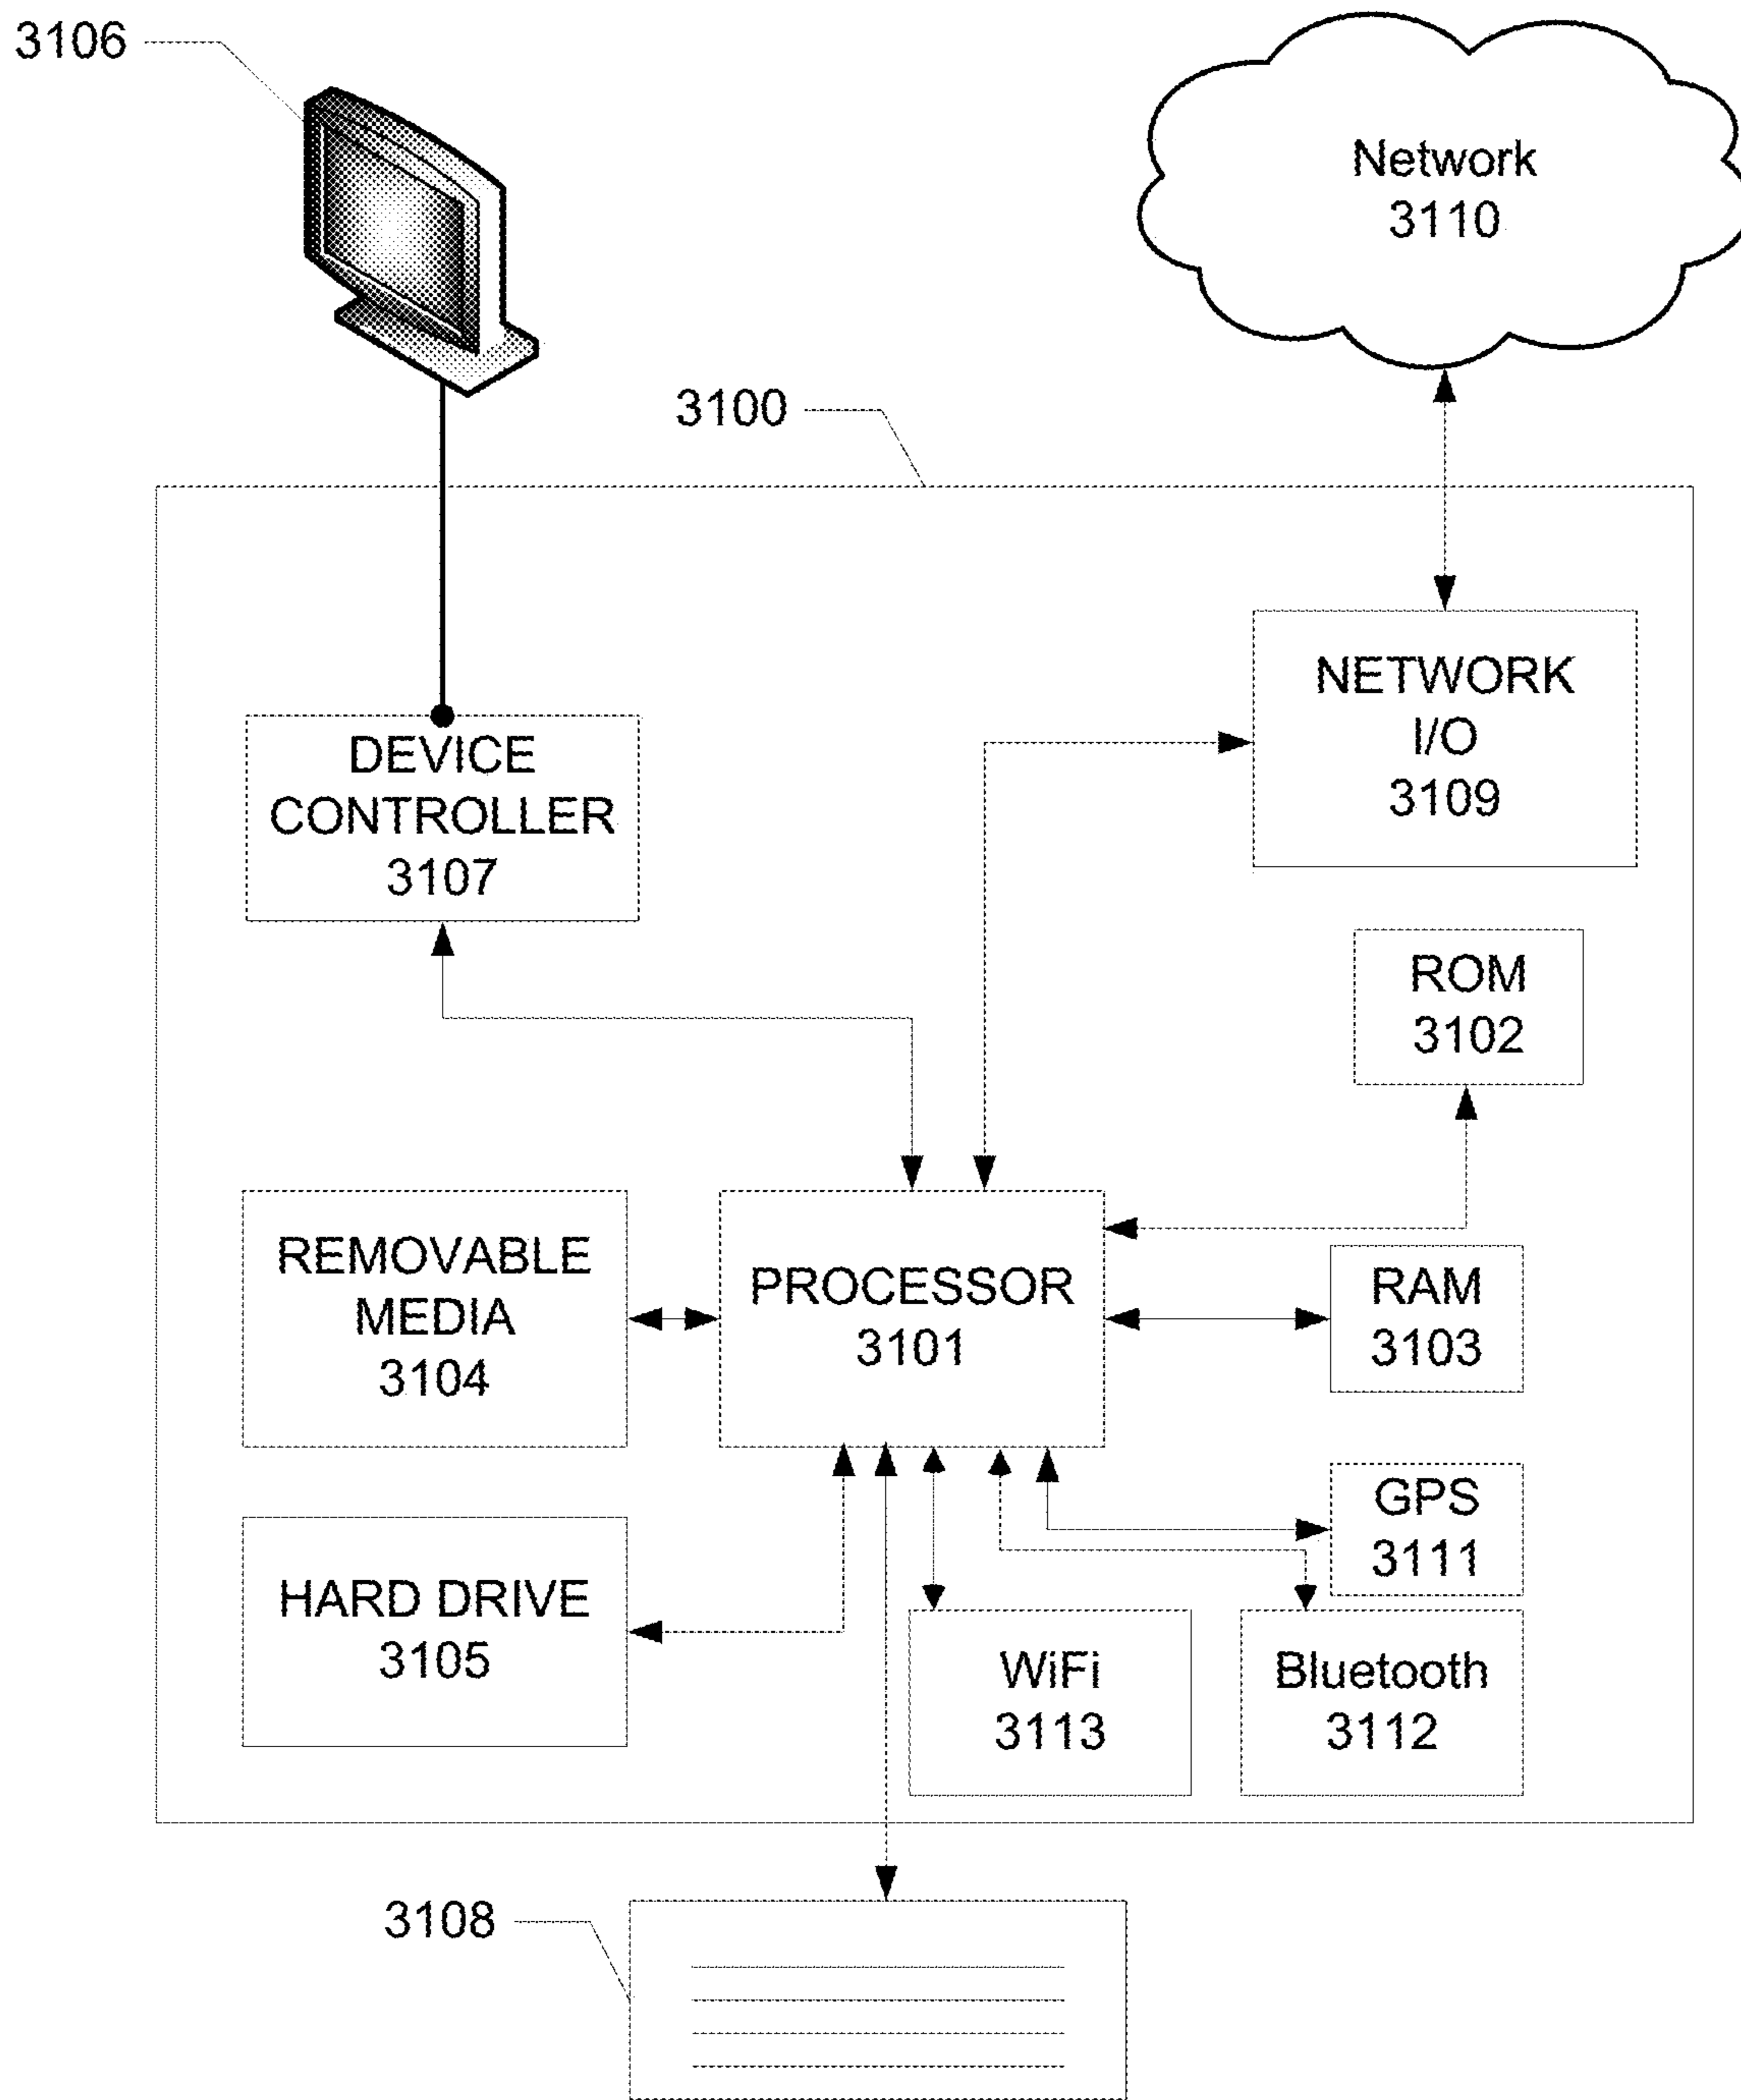 3106
Network
3110
3100
NETWORK
I/O
3109
DEVICE
CONTROLLER
3107
ROM
3102
REMOVABLE
MEDIA
3104
PROCESSOR
3101
RAM
3103
GPS
3111
HARD DRIVE
3105
WiFi
3113
Bluetooth
3112
3108